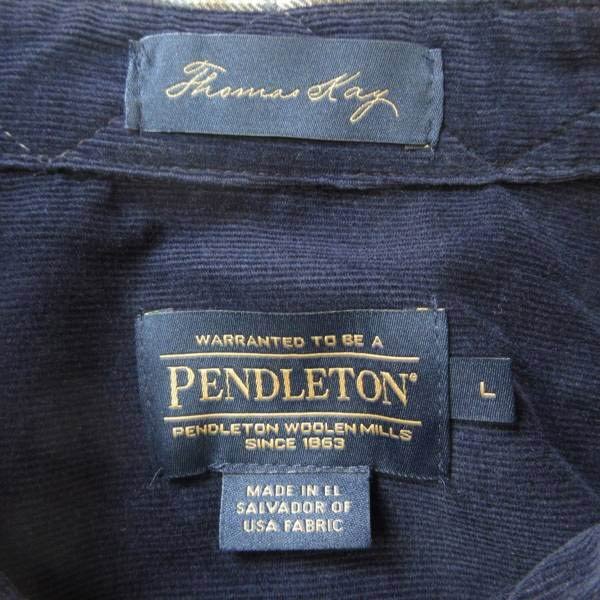 Thomas Kay
WARRANTED TO BE A
PENDLETON®
PENDLETON WOOLEN MILLS
SINCE 1863
L
MADE IN EL
SALVADOR OF
USA FABRIC